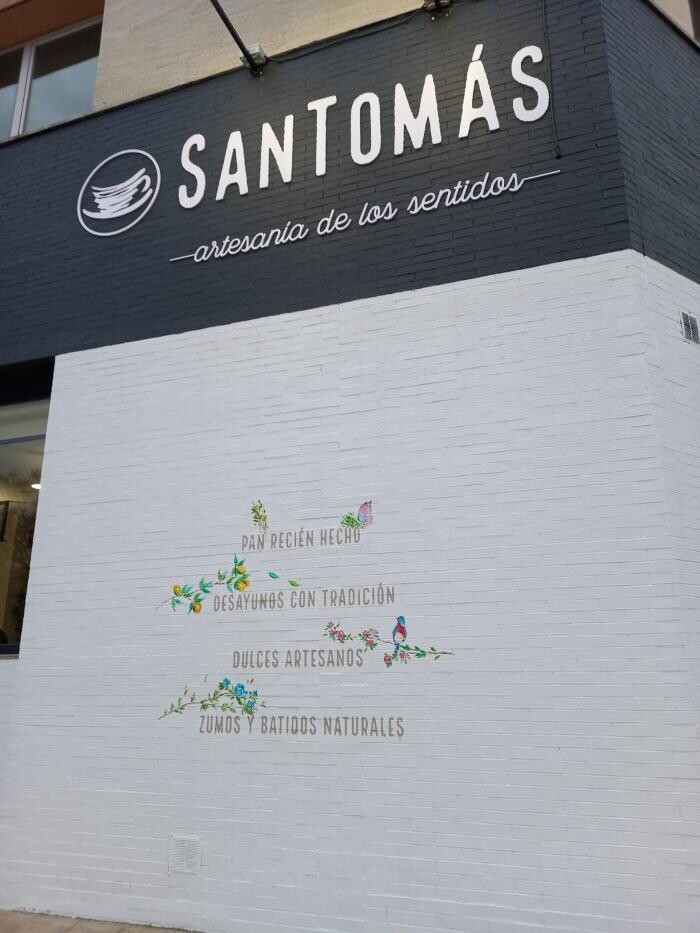 SANTOMÁS
artesanía de los sentidos
PAN RECIÉN HECHO
DESAYUNOS CON TRADICIÓN
DULCES ARTESANOS
ZUMOS Y BATIDOS NATURALES